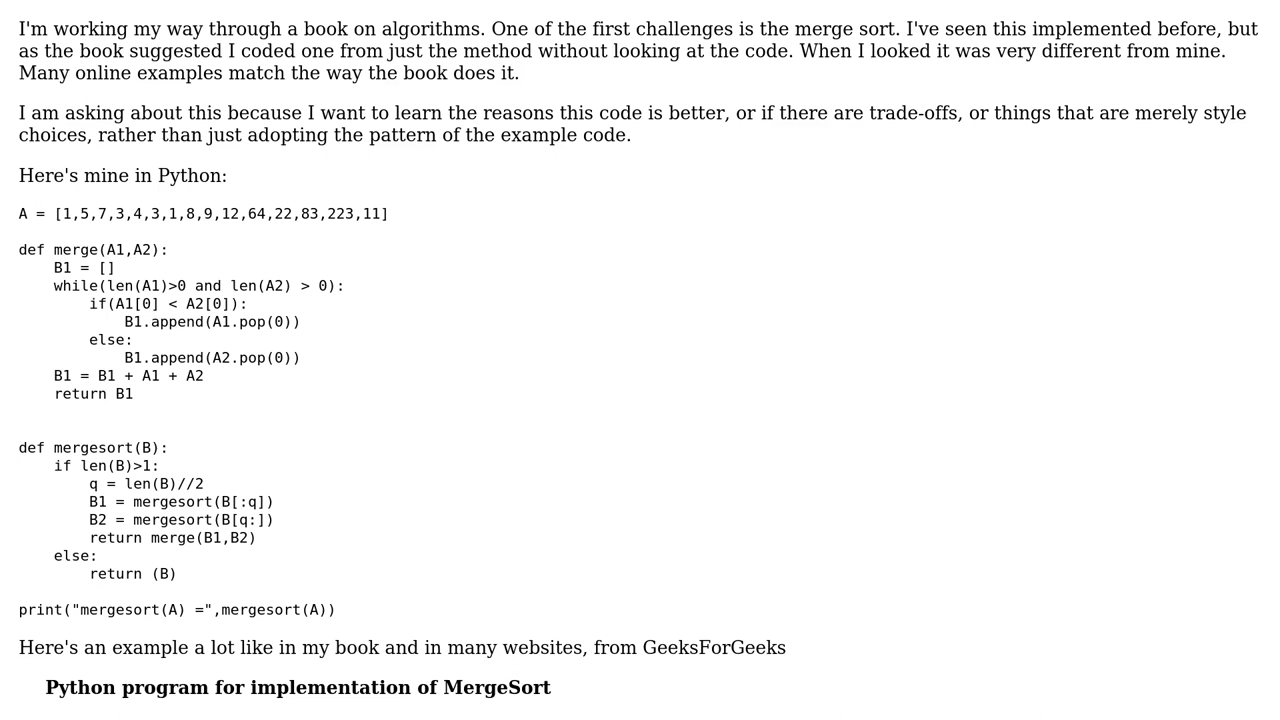 I'm working my way through a book on algorithms. One of the first challenges is the merge sort. I've seen this implemented before, but
as the book suggested I coded one from just the method without looking at the code. When I looked it was very different from mine.
Many online examples match the way the book does it.
I am asking about this because I want to learn the reasons this code is better, or if there are trade-offs, or things that are merely style
choices, rather than just adopting the pattern of the example code.
Here's mine in Python:
A = [1,5,7,3,4,3,1,8,9,12,64,22,83,223,11]
def merge(A1,A2):
    B1 = []
    while(len(A1)>0 and len(A2) > 0):
        if(A1[0] < A2[0]):
            B1.append(A1.pop(0))
        else:
            B1.append(A2.pop(0))
    B1 = B1 + A1 + A2
    return B1
def mergesort(B):
    if len(B)>1:
        q = len(B)//2
        B1 = mergesort(B[:q])
        B2 = mergesort(B[q:])
        return merge(B1,B2)
    else:
        return (B)
print("mergesort(A) =",mergesort(A))
Here's an example a lot like in my book and in many websites, from GeeksForGeeks
Python program for implementation of MergeSort